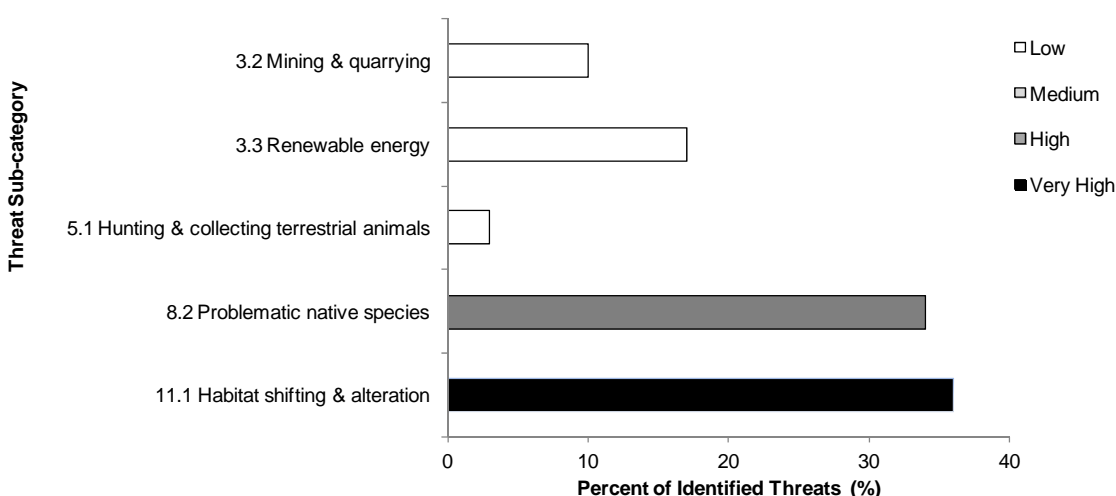 Threat Sub-category
3.2 Mining & quarrying
3.3 Renewable energy
5.1 Hunting & collecting terrestrial animals
8.2 Problematic native species
11.1 Habitat shifting & alteration
0 10 20 30 40
Percent of Identified Threats (%)
Low
Medium
High
Very High